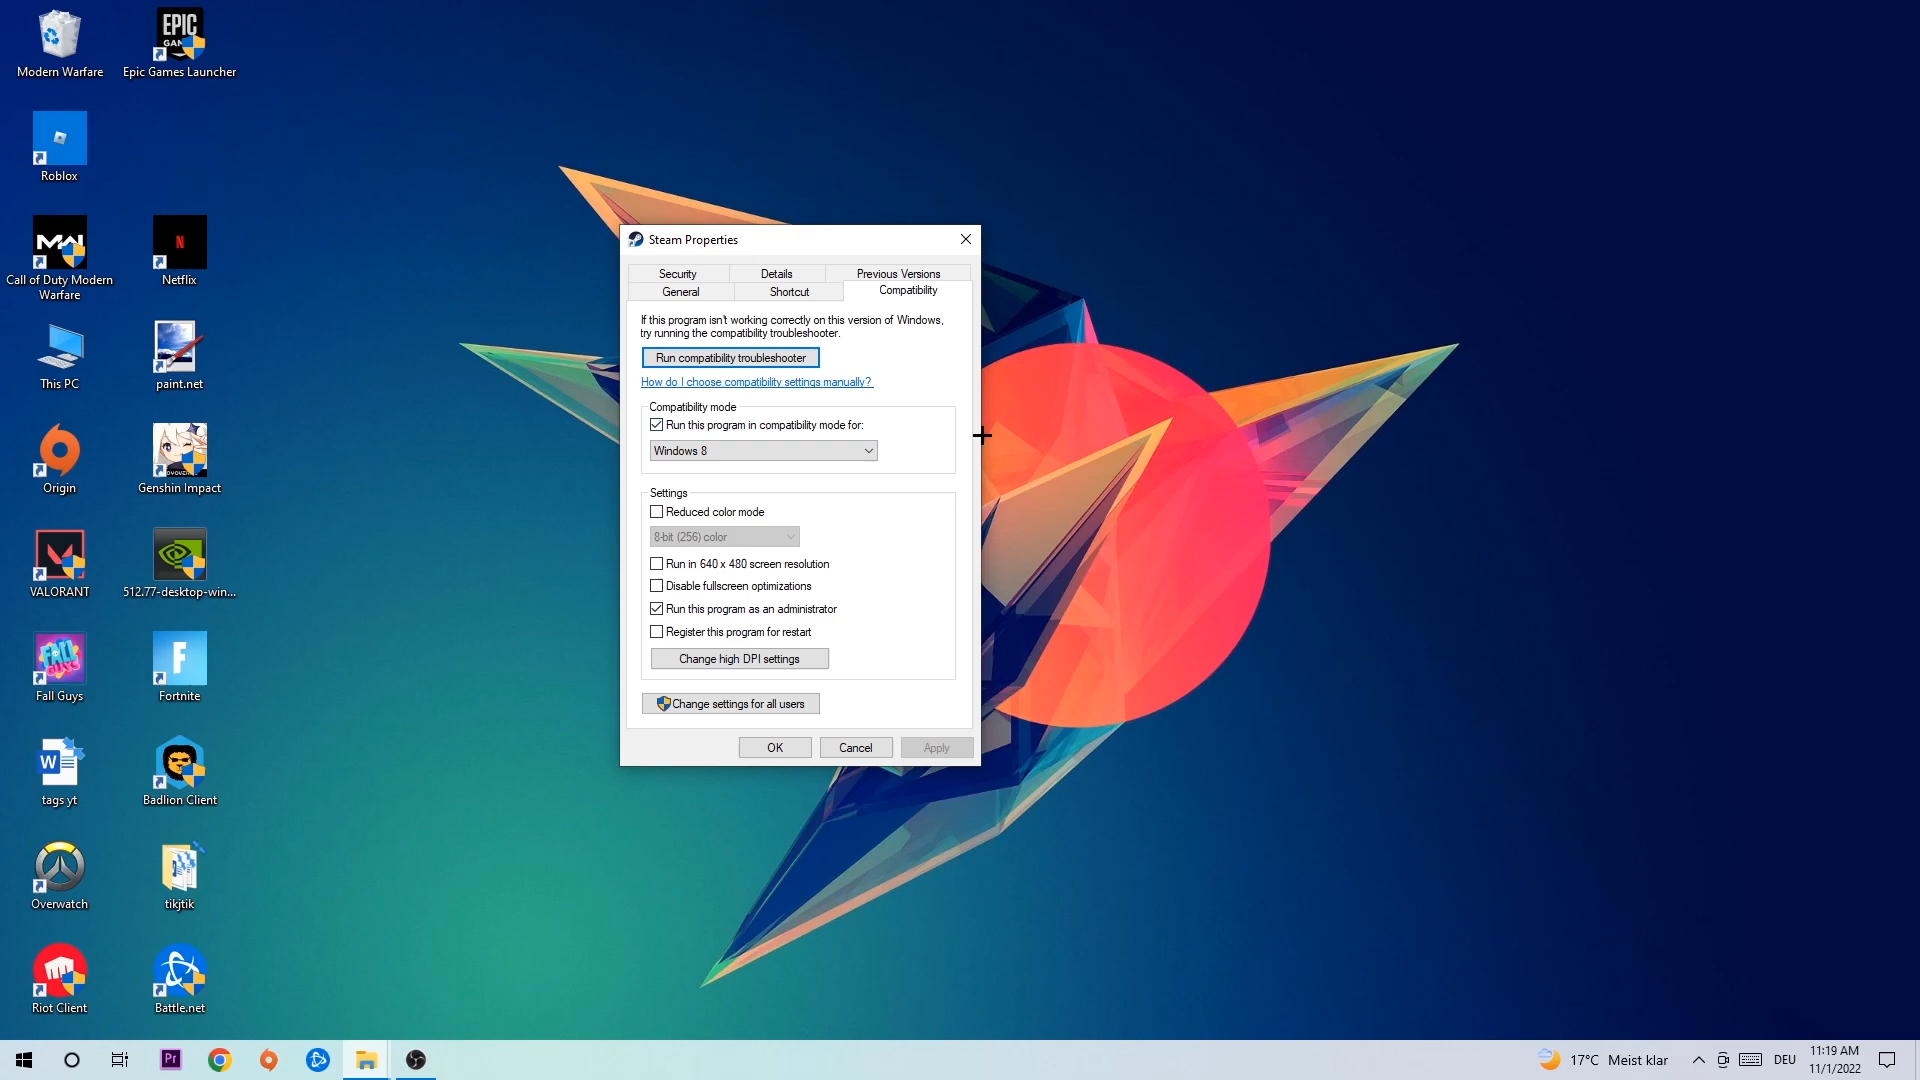 Modern Warfare
EPIC
GAMES
Epic Games Launcher
Roblox
MW
Call of Duty Modern
Warfare
N
Netflix
This PC
paint.net
Origin
Genshin Impact
VALORANT
512.77-desktop-win...
FALL
GUYS
Fall Guys
F
Fortnite
W
tags yt
Badlion Client
Overwatch
tikjtik
Riot Client
Battle.net
Steam Properties
Security
Details
Previous Versions
General
Shortcut
Compatibility
If this program isn't working correctly on this version of Windows,
try running the compatibility troubleshooter.
Run compatibility troubleshooter
How do I choose compatibility settings manually?
Compatibility mode
Run this program in compatibility mode for:
Windows 8
Settings
Reduced color mode
8-bit (256) color
Run in 640 x 480 screen resolution
Disable fullscreen optimizations
Run this program as an administrator
Register this program for restart
Change high DPI settings
Change settings for all users
OK
Cancel
Apply
Pr
17°C Meist klar
DEU
11:19 AM
11/1/2022